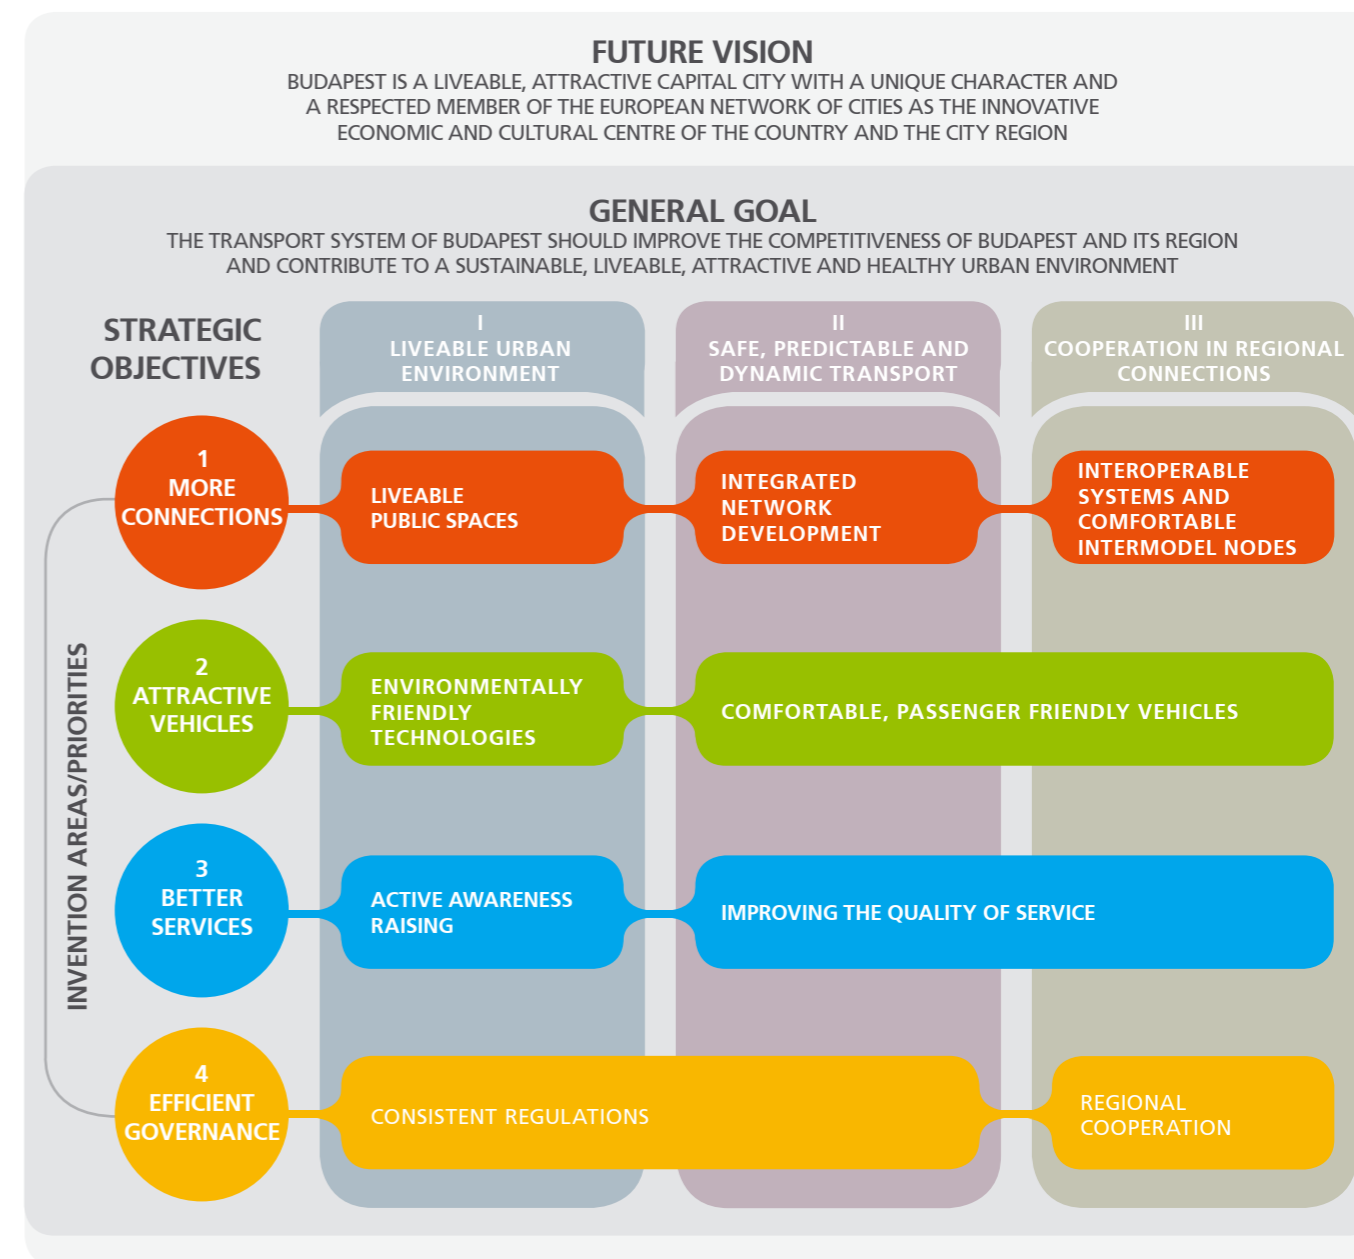 FUTURE VISION
BUDAPEST IS A LIVEABLE, ATTRACTIVE CAPITAL CITY WITH A UNIQUE CHARACTER AND
A RESPECTED MEMBER OF THE EUROPEAN NETWORK OF CITIES AS THE INNOVATIVE
ECONOMIC AND CULTURAL CENTRE OF THE COUNTRY AND THE CITY REGION
GENERAL GOAL
THE TRANSPORT SYSTEM OF BUDAPEST SHOULD IMPROVE THE COMPETITIVENESS OF BUDAPEST AND ITS REGION
AND CONTRIBUTE TO A SUSTAINABLE, LIVEABLE, ATTRACTIVE AND HEALTHY URBAN ENVIRONMENT
STRATEGIC
OBJECTIVES
I
LIVEABLE URBAN
ENVIRONMENT
II
SAFE, PREDICTABLE AND
DYNAMIC TRANSPORT
III
COOPERATION IN REGIONAL
CONNECTIONS
INVENTION AREAS/PRIORITIES
1
MORE
CONNECTIONS
LIVEABLE
PUBLIC SPACES
INTEGRATED
NETWORK
DEVELOPMENT
INTEROPERABLE
SYSTEMS AND
COMFORTABLE
INTERMODEL NODES
2
ATTRACTIVE
VEHICLES
ENVIRONMENTALLY
FRIENDLY
TECHNOLOGIES
COMFORTABLE, PASSENGER FRIENDLY VEHICLES
3
BETTER
SERVICES
ACTIVE AWARENESS
RAISING
IMPROVING THE QUALITY OF SERVICE
4
EFFICIENT
GOVERNANCE
CONSISTENT REGULATIONS
REGIONAL
COOPERATION